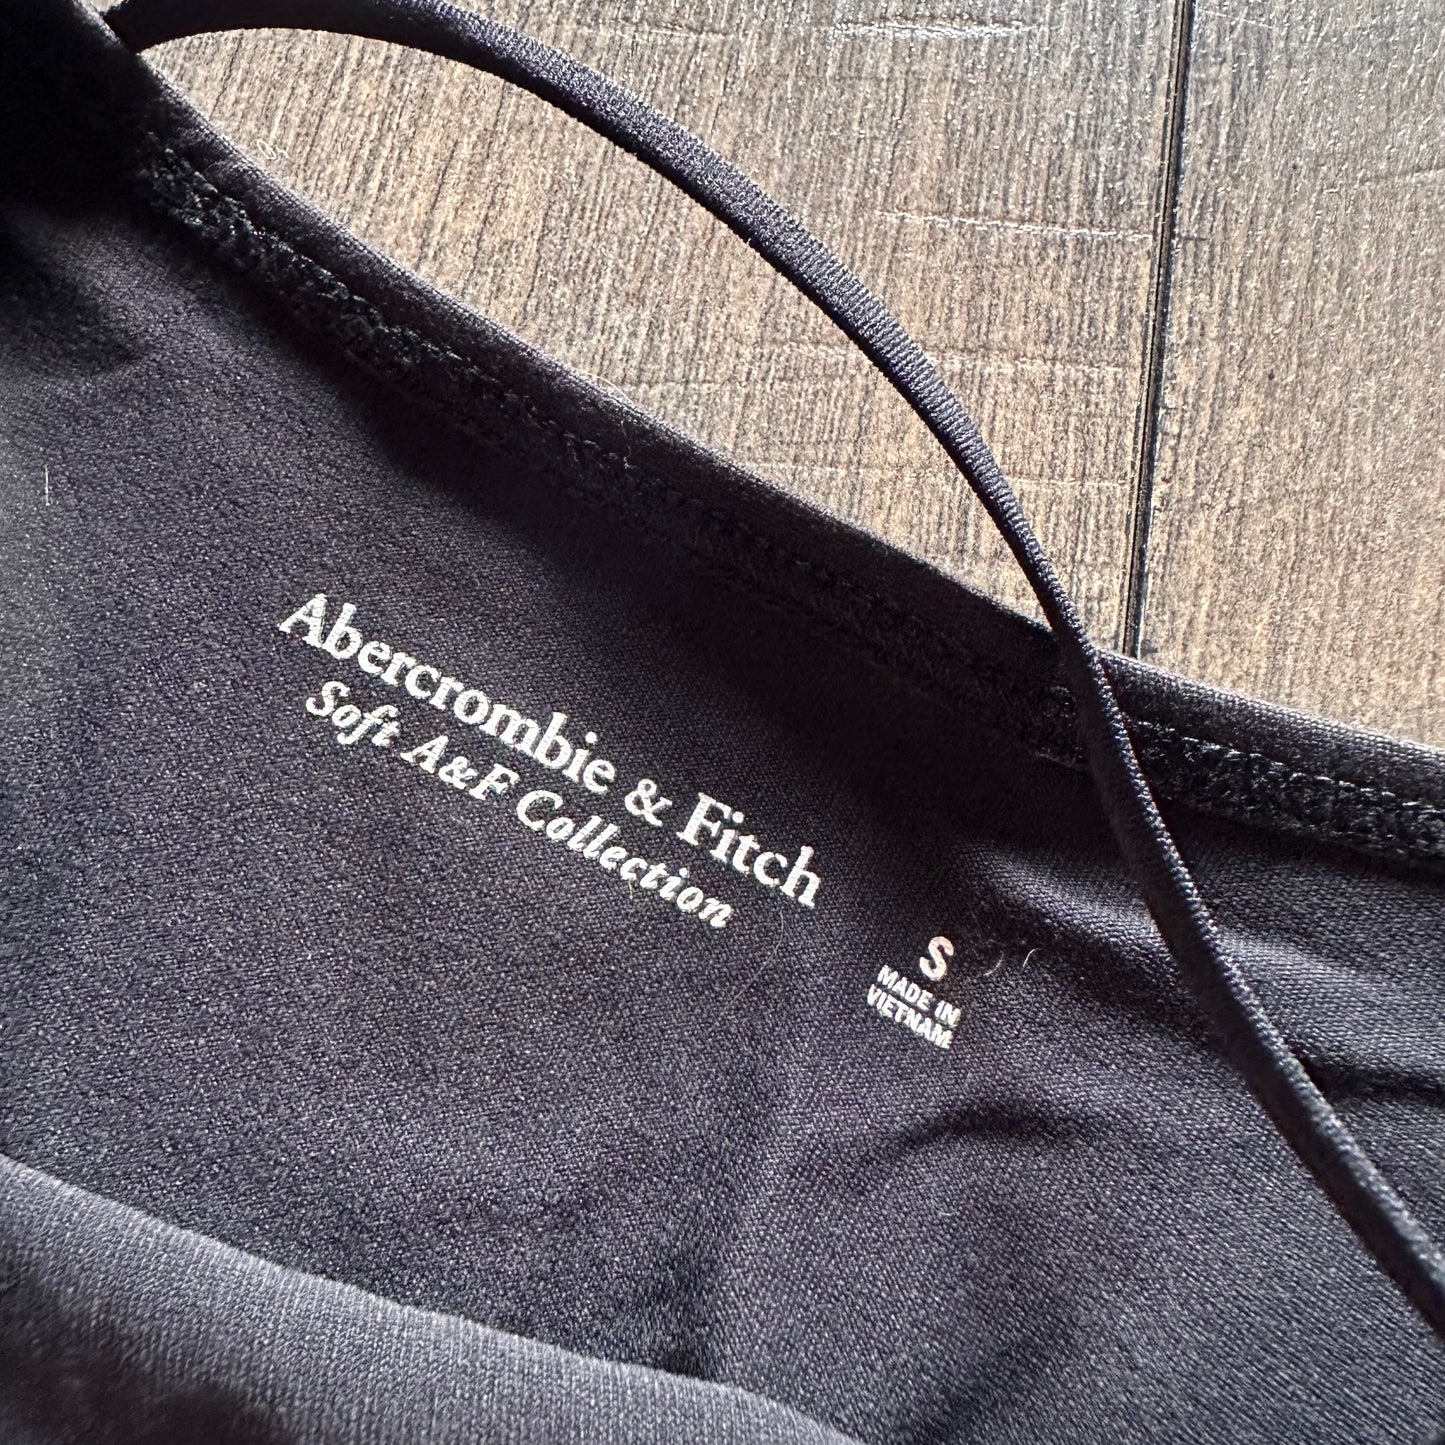 Abercrombie & Fitch
Soft A&F Collection
S
MADE IN
VIETNAM